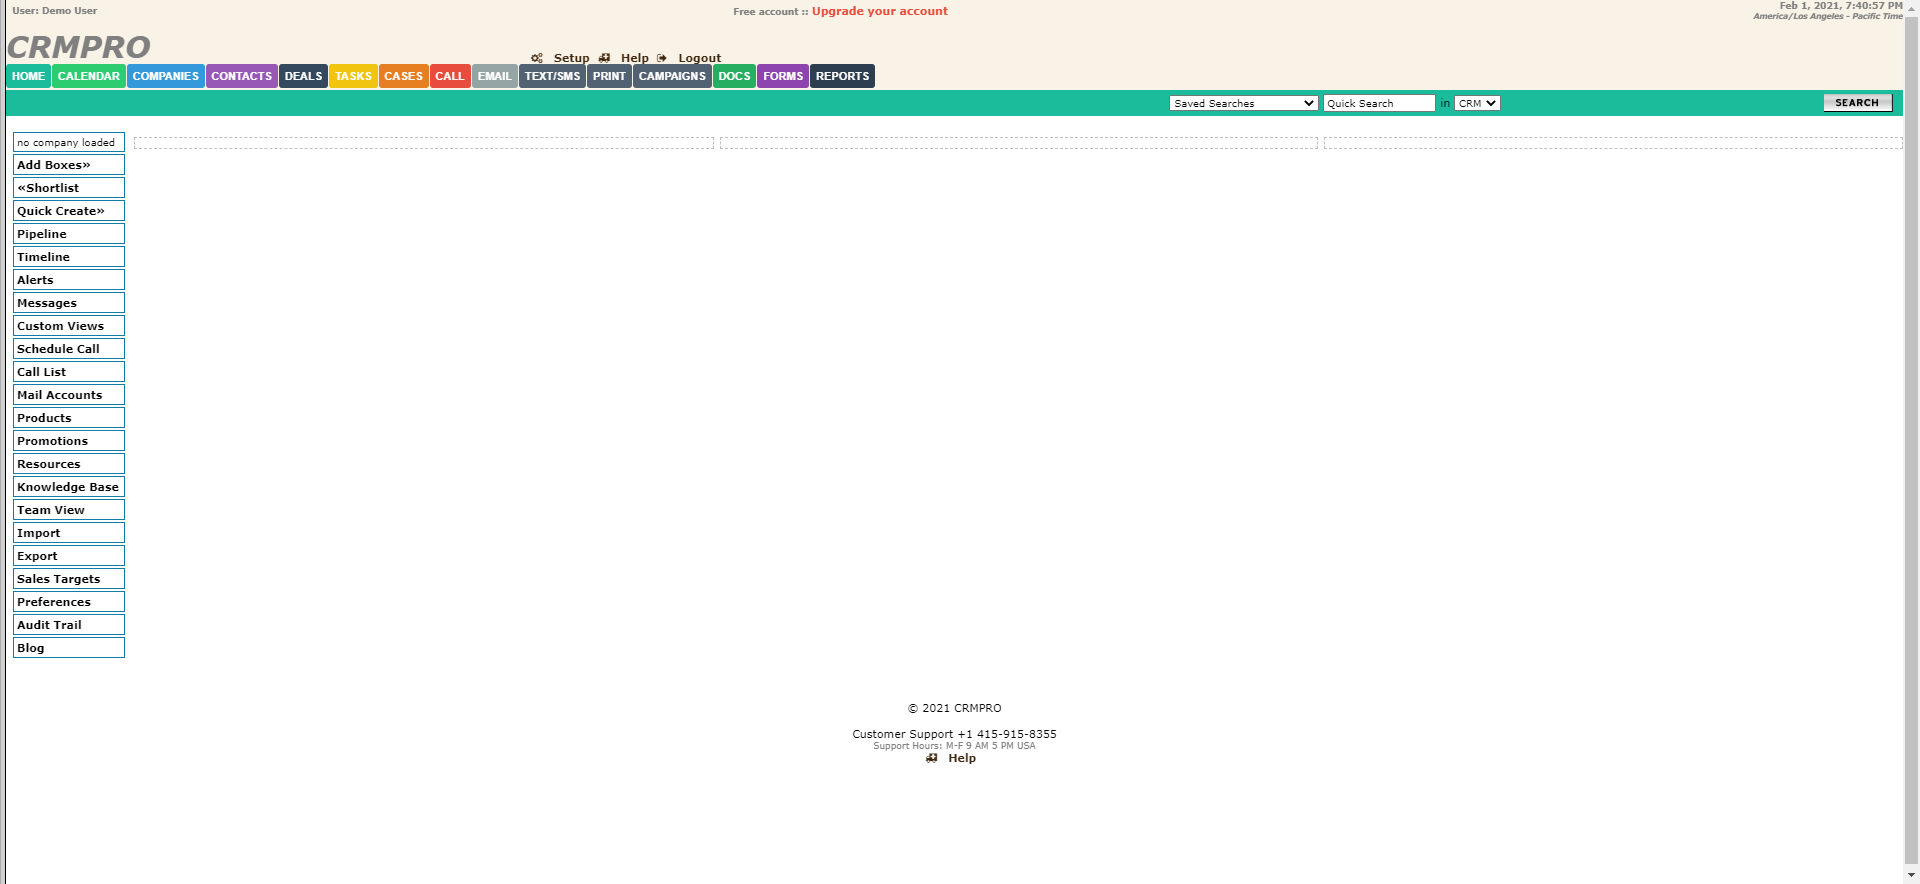 User: Demo User
Free account :: Upgrade your account
Feb 1, 2021, 7:40:57 PM
America/Los Angeles - Pacific Time
CRMPRO
Setup Help Logout
HOME CALENDAR COMPANIES CONTACTS DEALS TASKS CASES CALL EMAIL TEXT/SMS PRINT CAMPAIGNS DOCS FORMS REPORTS
Saved Searches Quick Search in CRM SEARCH
no company loaded
Add Boxes»
«Shortlist
Quick Create»
Pipeline
Timeline
Alerts
Messages
Custom Views
Schedule Call
Call List
Mail Accounts
Products
Promotions
Resources
Knowledge Base
Team View
Import
Export
Sales Targets
Preferences
Audit Trail
Blog
© 2021 CRMPRO
Customer Support +1 415-915-8355
Support Hours: M-F 9 AM 5 PM USA
Help